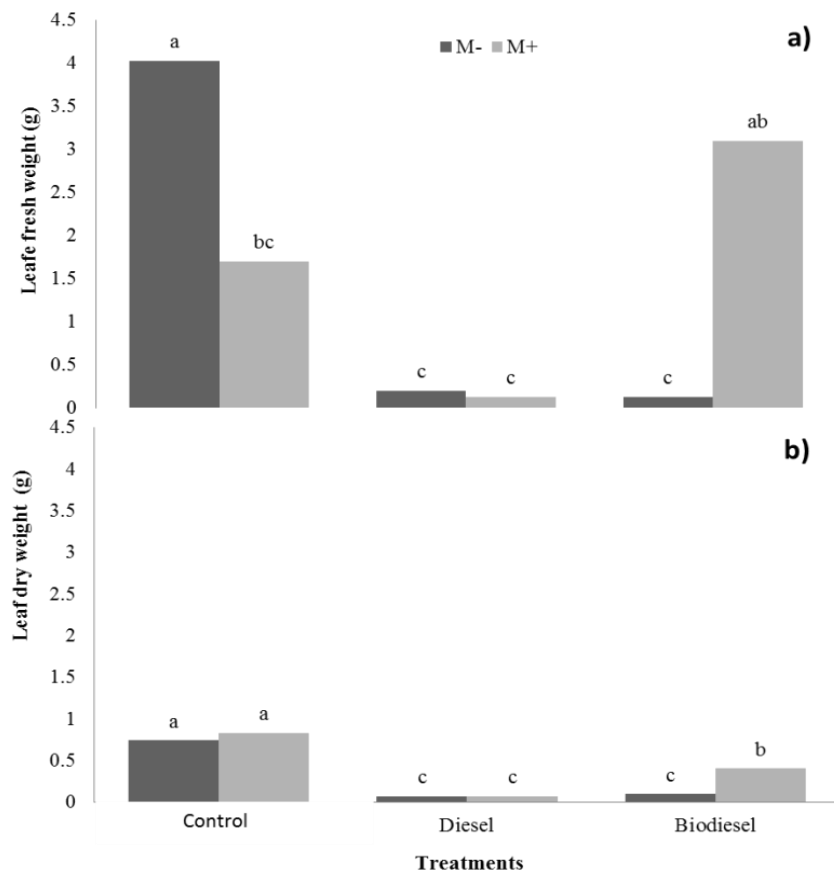 4.5
a
M- M+
a)
4
3.5
ab
3
2.5
2
bc
1.5
1
0.5
c c c
0
Leafe fresh weight (g)
4.5
b)
4
3.5
3
2.5
2
1.5
1
a a
b
0.5
c c c
0
Leaf dry weight (g)
Control Diesel Biodiesel
Treatments